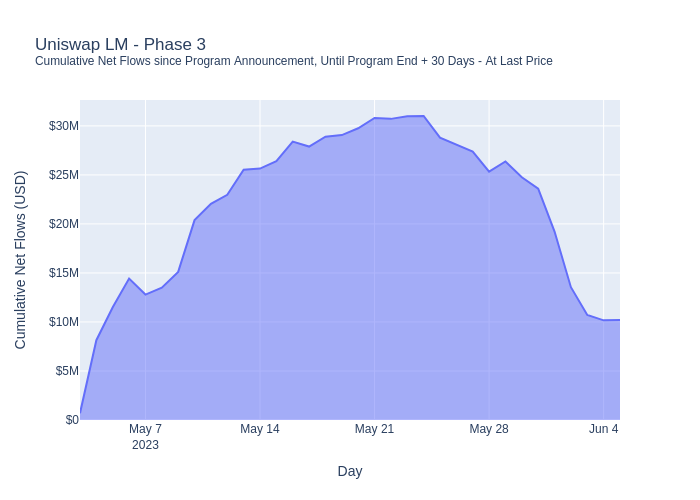 Uniswap LM - Phase 3
Cumulative Net Flows since Program Announcement, Until Program End + 30 Days - At Last Price
Cumulative Net Flows (USD)
$30M
$25M
$20M
$15M
$10M
$5M
$0
May 7
2023
May 14
May 21
May 28
Jun 4
Day